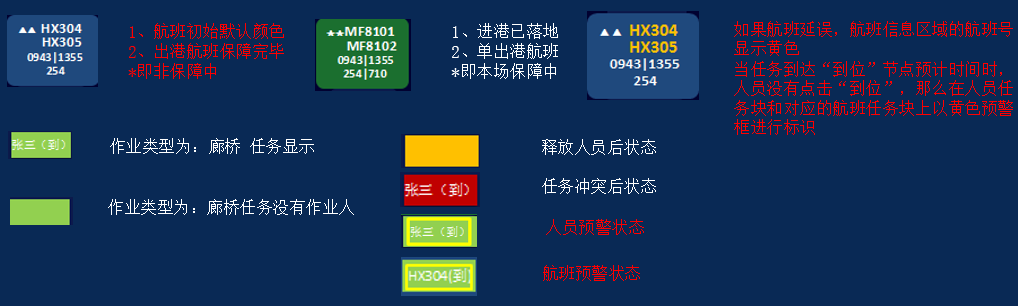 ▲▲ HX304
HX305
0943|1355
254
1、航班初始默认颜色
2、出港航班保障完毕
*即非保障中
★★MF8101
MF8102
0943|1355
254|710
1、进港已落地
2、单出港航班
*即本场保障中
▲▲ HX304
HX305
0943|1355
254
如果航班延误，航班信息区域的航班号
显示黄色
当任务到达“到位”节点预计时间时，
人员没有点击“到位”，那么在人员任
务块和对应的航班任务块上以黄色预警
框进行标识
张三（到）
作业类型为：廊桥 任务显示
作业类型为：廊桥任务没有作业人
释放人员后状态
张三（到）
任务冲突后状态
张三（到）
人员预警状态
HX304(到)
航班预警状态